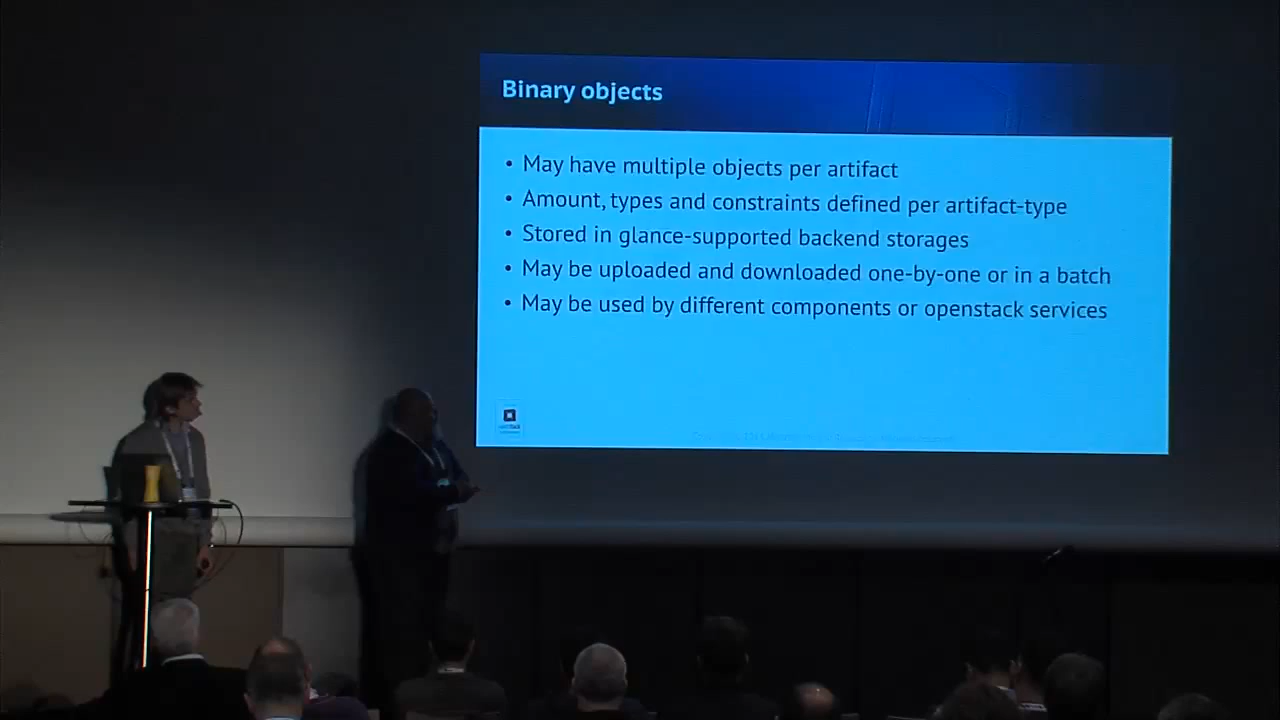 Binary objects
• May have multiple objects per artifact
• Amount, types and constraints defined per artifact-type
• Stored in glance-supported backend storages
• May be uploaded and downloaded one-by-one or in a batch
• May be used by different components or openstack services